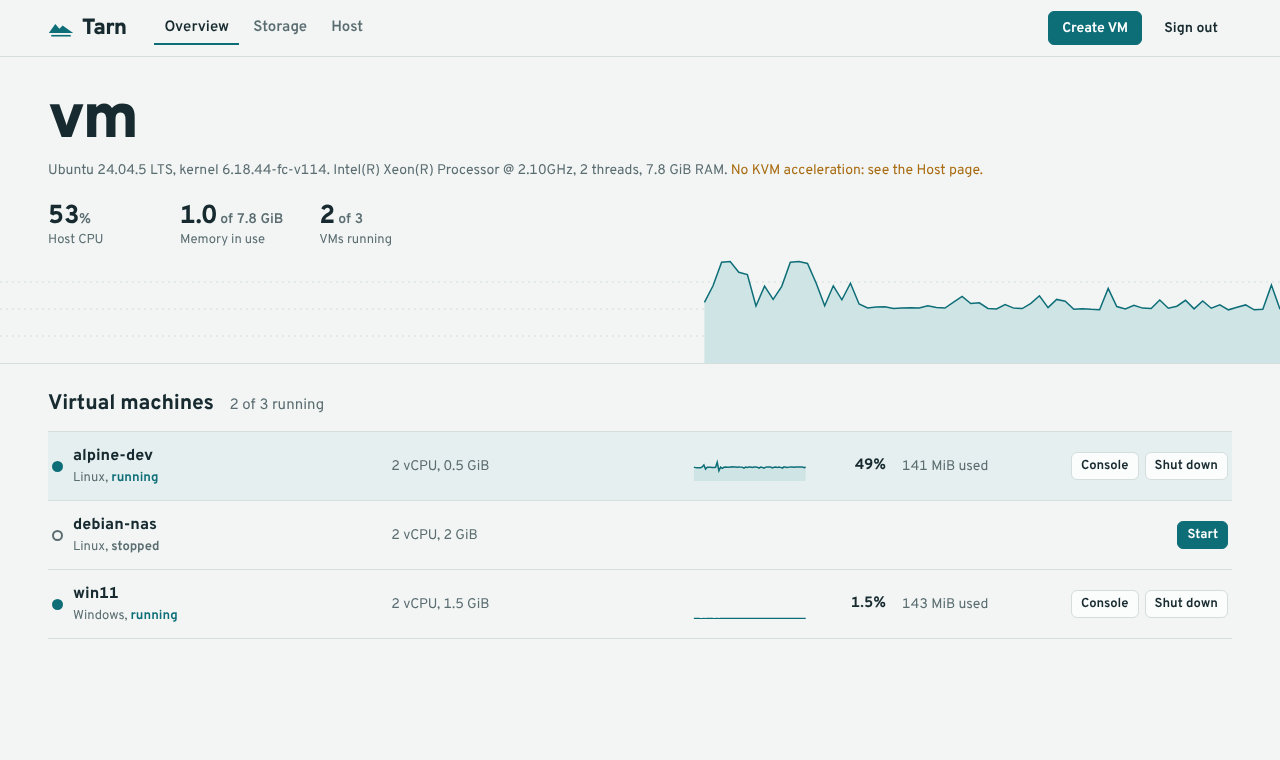 Tarn Overview Storage Host Create VM Sign out
vm
Ubuntu 24.04.5 LTS, kernel 6.18.44-fc-v114. Intel(R) Xeon(R) Processor @ 2.10GHz, 2 threads, 7.8 GiB RAM. No KVM acceleration: see the Host page.
53% 1.0 of 7.8 GiB 2 of 3
Host CPU Memory in use VMs running
Virtual machines 2 of 3 running
alpine-dev
Linux, running
2 vCPU, 0.5 GiB 49% 141 MiB used Console Shut down
debian-nas
Linux, stopped
2 vCPU, 2 GiB Start
win11
Windows, running
2 vCPU, 1.5 GiB 1.5% 143 MiB used Console Shut down